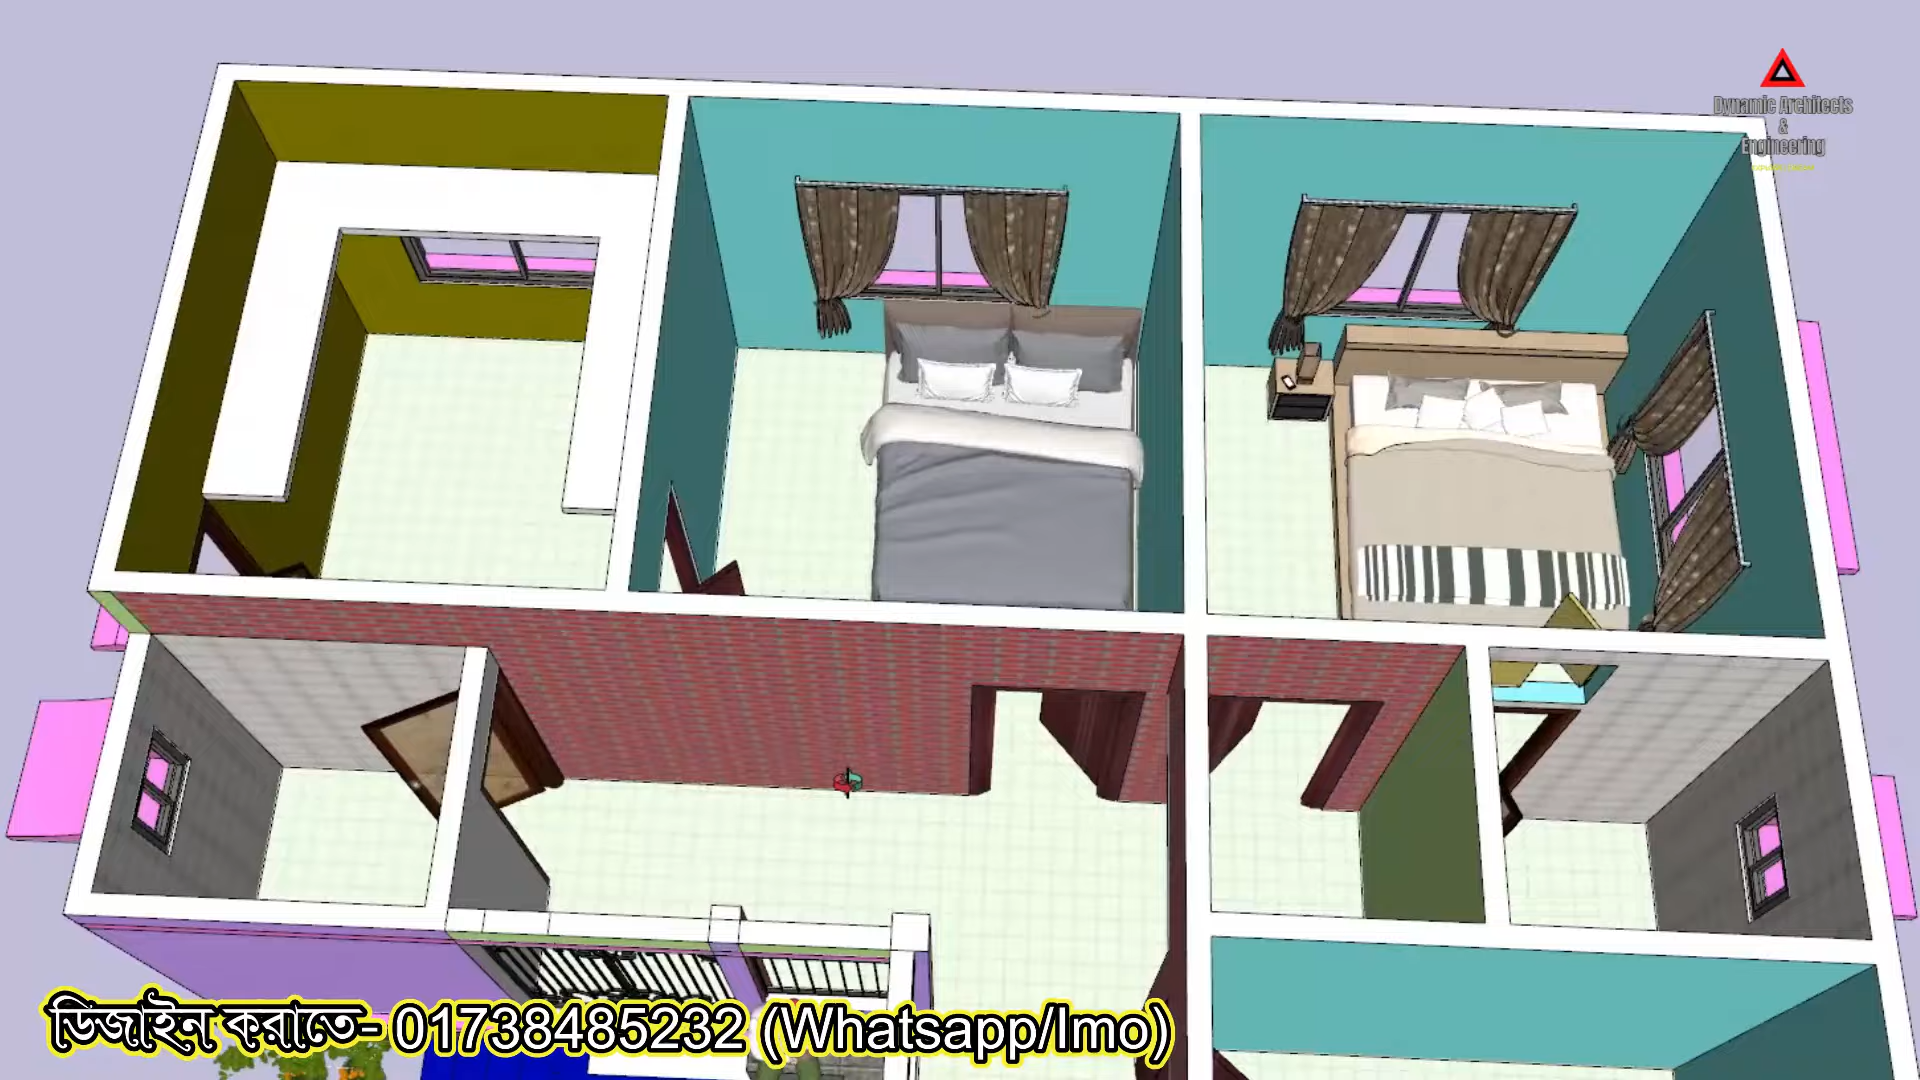 Dynamic Architects
&
Engineering
ডিজাইন করাতে- 01738485232 (Whatsapp/Imo)